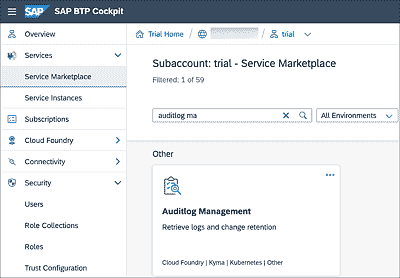 SAP SAP BTP Cockpit
Overview
Services
Service Marketplace
Service Instances
Subscriptions
Cloud Foundry
Connectivity
Security
Users
Role Collections
Roles
Trust Configuration
Trial Home / / trial
Subaccount: trial - Service Marketplace
Filtered: 1 of 59
auditlog ma
All Environments
Other
Auditlog Management
Retrieve logs and change retention
Cloud Foundry | Kyma | Kubernetes | Other